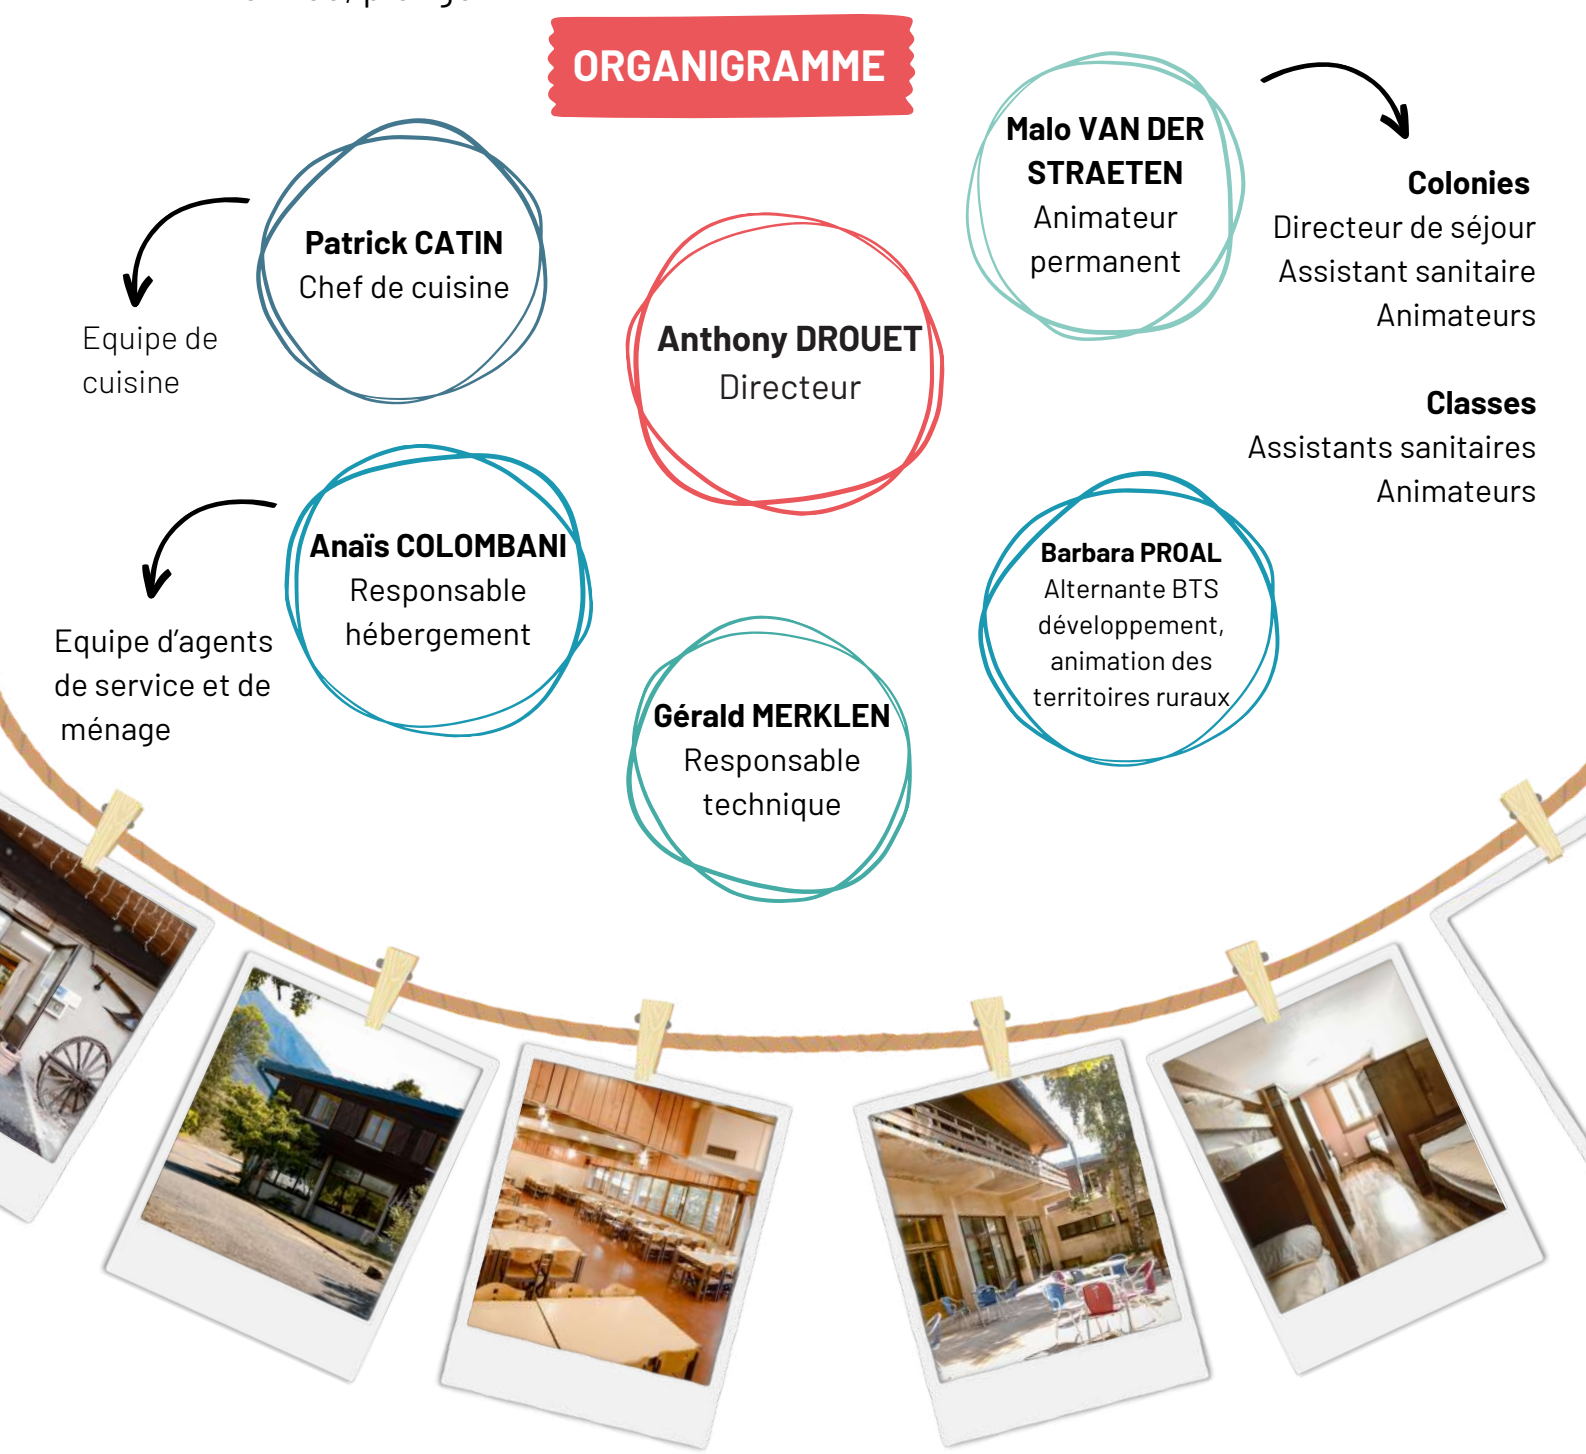 ORGANIGRAMME
Patrick CATIN
Chef de cuisine
Equipe de
cuisine
Anthony DROUET
Directeur
Malo VAN DER
STRAETEN
Animateur
permanent
Colonies
Directeur de séjour
Assistant sanitaire
Animateurs
Classes
Assistants sanitaires
Animateurs
Anaïs COLOMBANI
Responsable
hébergement
Equipe d’agents
de service et de
ménage
Gérald MERKLEN
Responsable
technique
Barbara PROAL
Alternante BTS
développement,
animation des
territoires ruraux